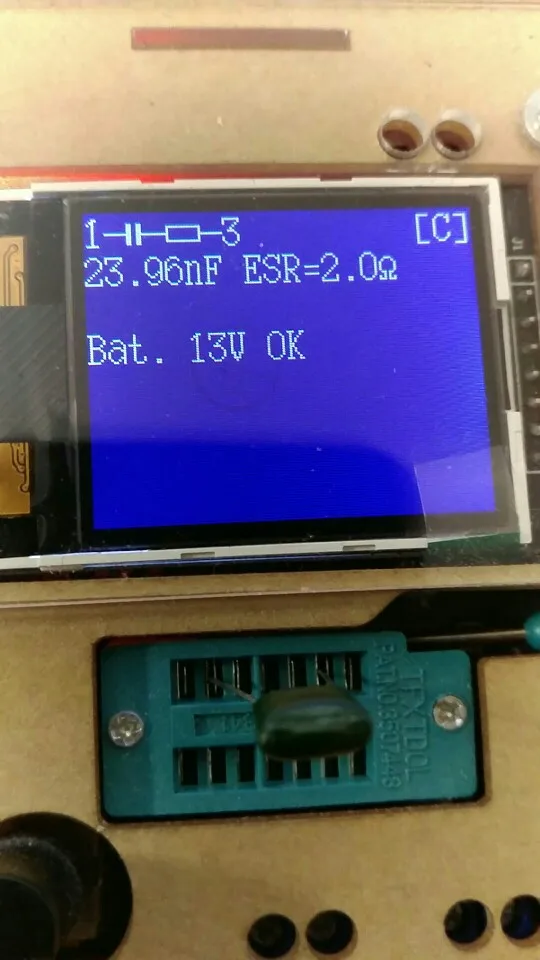 1 3 [C]
23.96nF ESR=2.0Ω
Bat. 13V OK
TEXTOOL